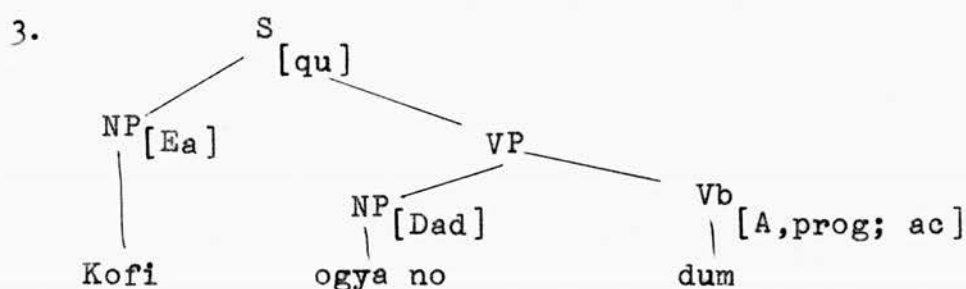 3.
S
[qu]
NP[Ea]
VP
NP[Dad]
Vb[A,prog; ac]
Kofi ogya no dum